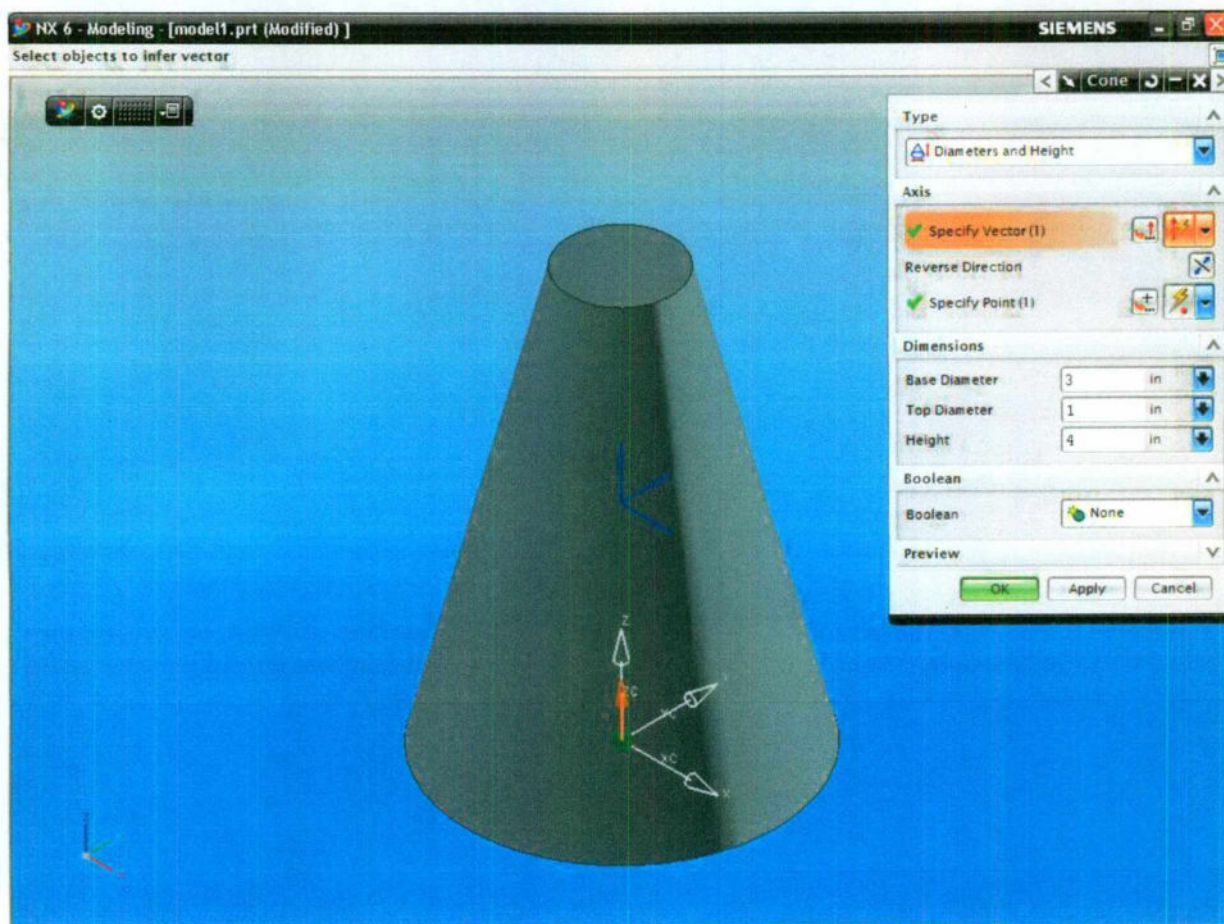 NX 6 - Modeling - [model1.prt (Modified) ]
SIEMENS
Select objects to infer vector
Cone
Type
Diameters and Height
Axis
Specify Vector (1)
Reverse Direction
Specify Point (1)
Dimensions
Base Diameter 3 in
Top Diameter 1 in
Height 4 in
Boolean
Boolean None
Preview
OK Apply Cancel
Z
ZC
Y
YC
XC
X